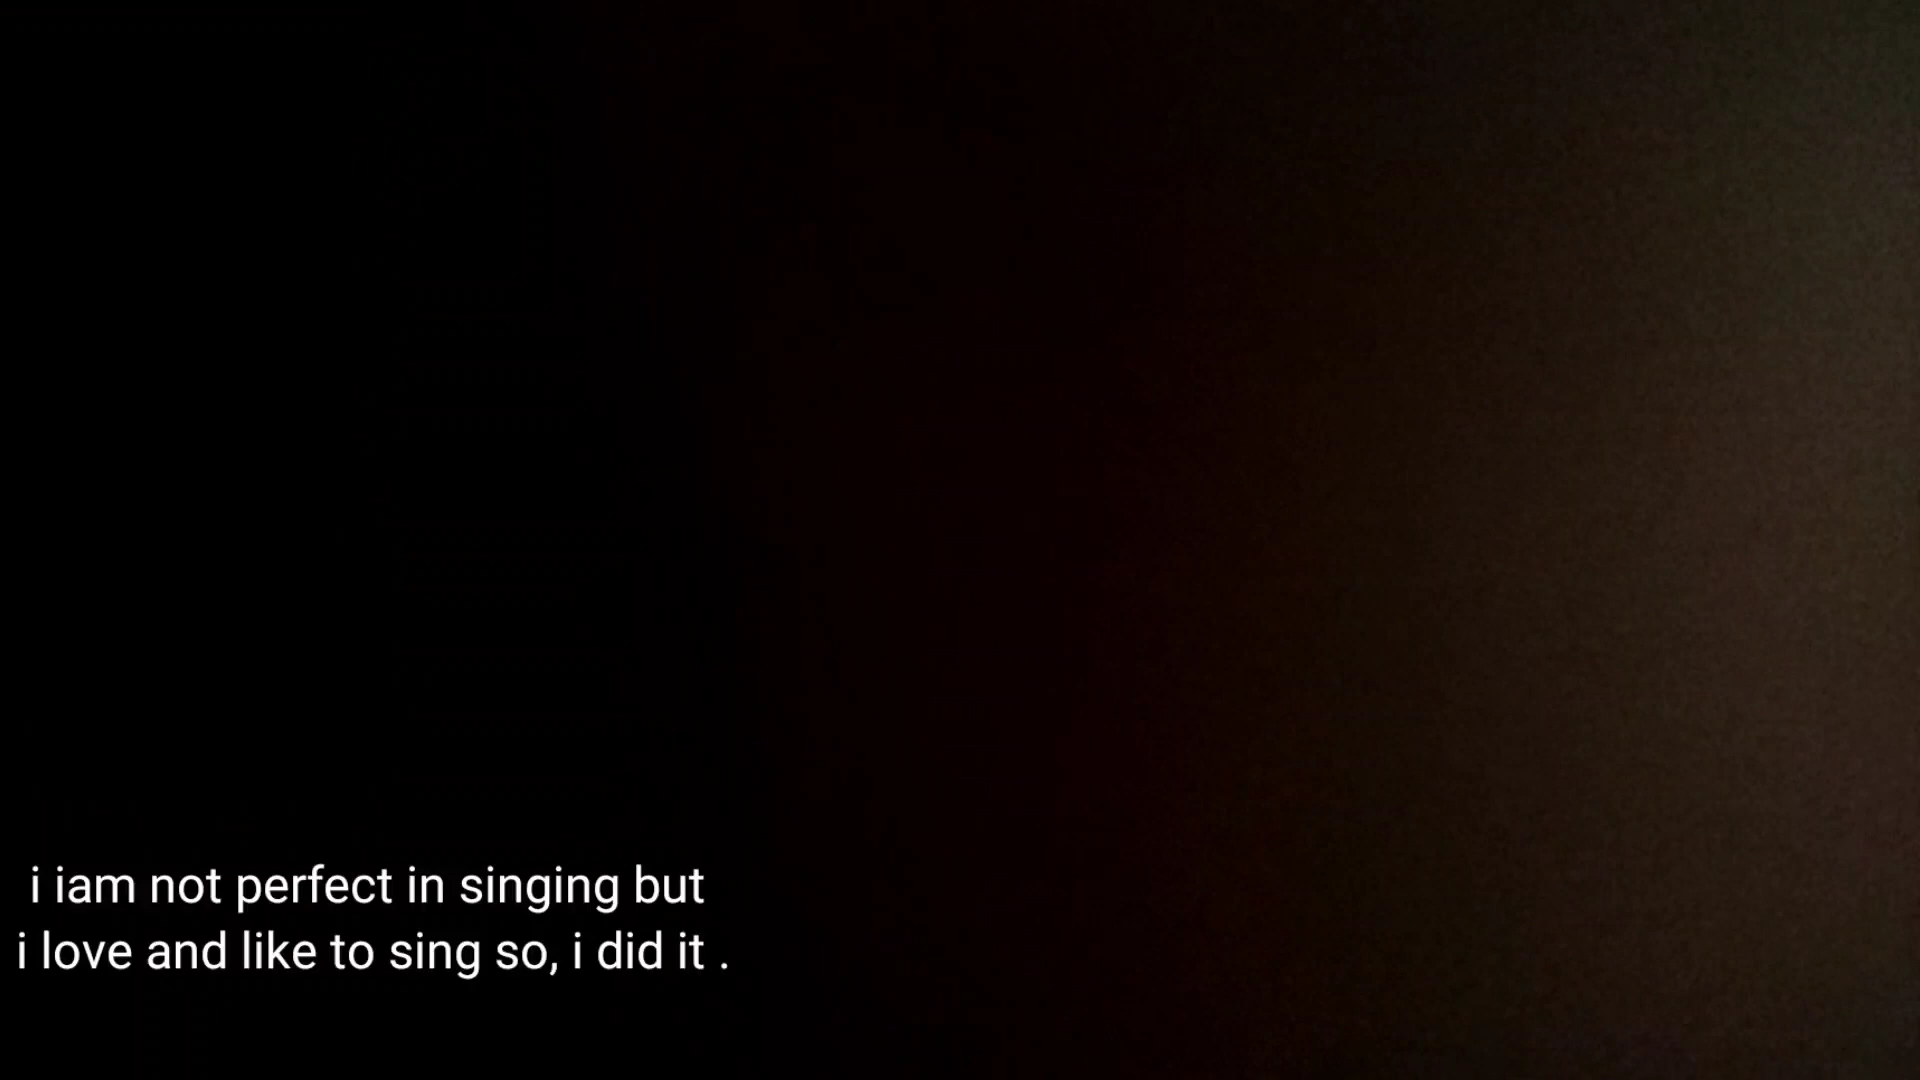 i iam not perfect in singing but
i love and like to sing so, i did it .